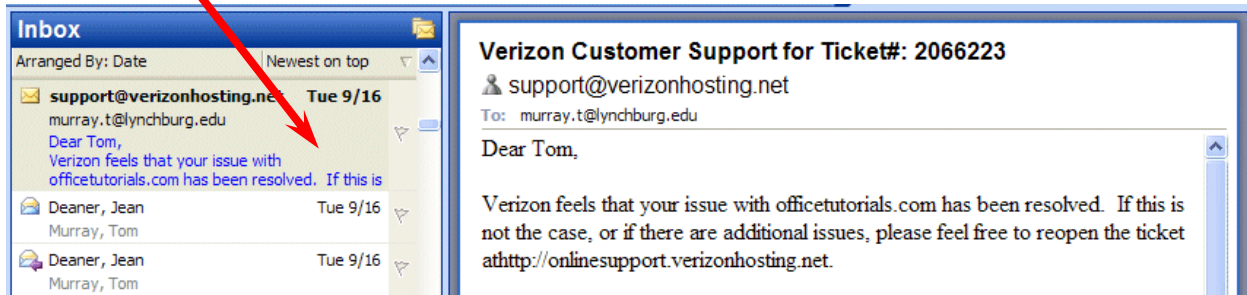 Inbox
Arranged By: Date Newest on top
support@verizonhosting.net Tue 9/16
murray.t@lynchburg.edu
Dear Tom,
Verizon feels that your issue with
officetutorials.com has been resolved. If this is
Deaner, Jean Tue 9/16
Murray, Tom
Deaner, Jean Tue 9/16
Murray, Tom
Verizon Customer Support for Ticket#: 2066223
support@verizonhosting.net
To: murray.t@lynchburg.edu
Dear Tom,
Verizon feels that your issue with officetutorials.com has been resolved. If this is
not the case, or if there are additional issues, please feel free to reopen the ticket
athttp://onlinesupport.verizonhosting.net.